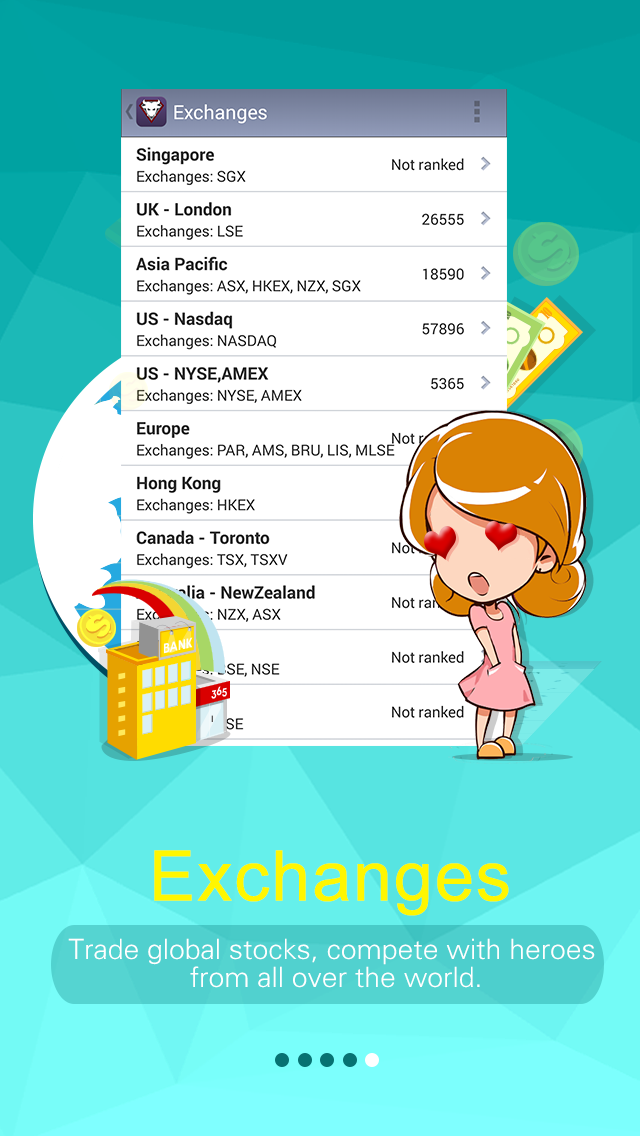 Exchanges
Singapore
Exchanges: SGX
Not ranked
UK - London
Exchanges: LSE
26555
Asia Pacific
Exchanges: ASX, HKEX, NZX, SGX
18590
US - Nasdaq
Exchanges: NASDAQ
57896
US - NYSE,AMEX
Exchanges: NYSE, AMEX
5365
Europe
Exchanges: PAR, AMS, BRU, LIS, MLSE
Not
Hong Kong
Exchanges: HKEX
Canada - Toronto
Exchanges: TSX, TSXV
NewZealand
NZX, ASX
NSE
Not ranked
Not ranked
BANK
365
Exchanges
Trade global stocks, compete with heroes
from all over the world.